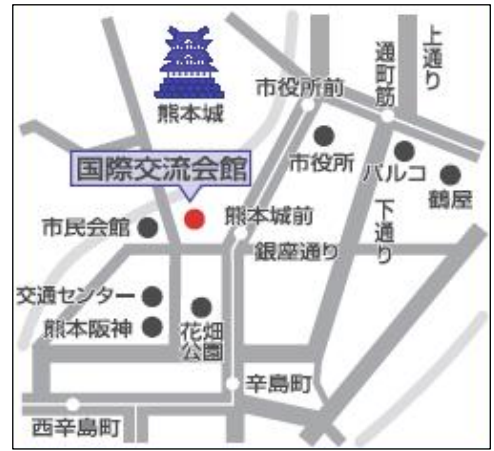 上通り
通町筋
市役所前
熊本城
市役所
パルコ
鶴屋
国際交流会館
熊本城前
市民会館
銀座通り
下通り
交通センター
熊本阪神
花畑
公園
辛島町
西辛島町